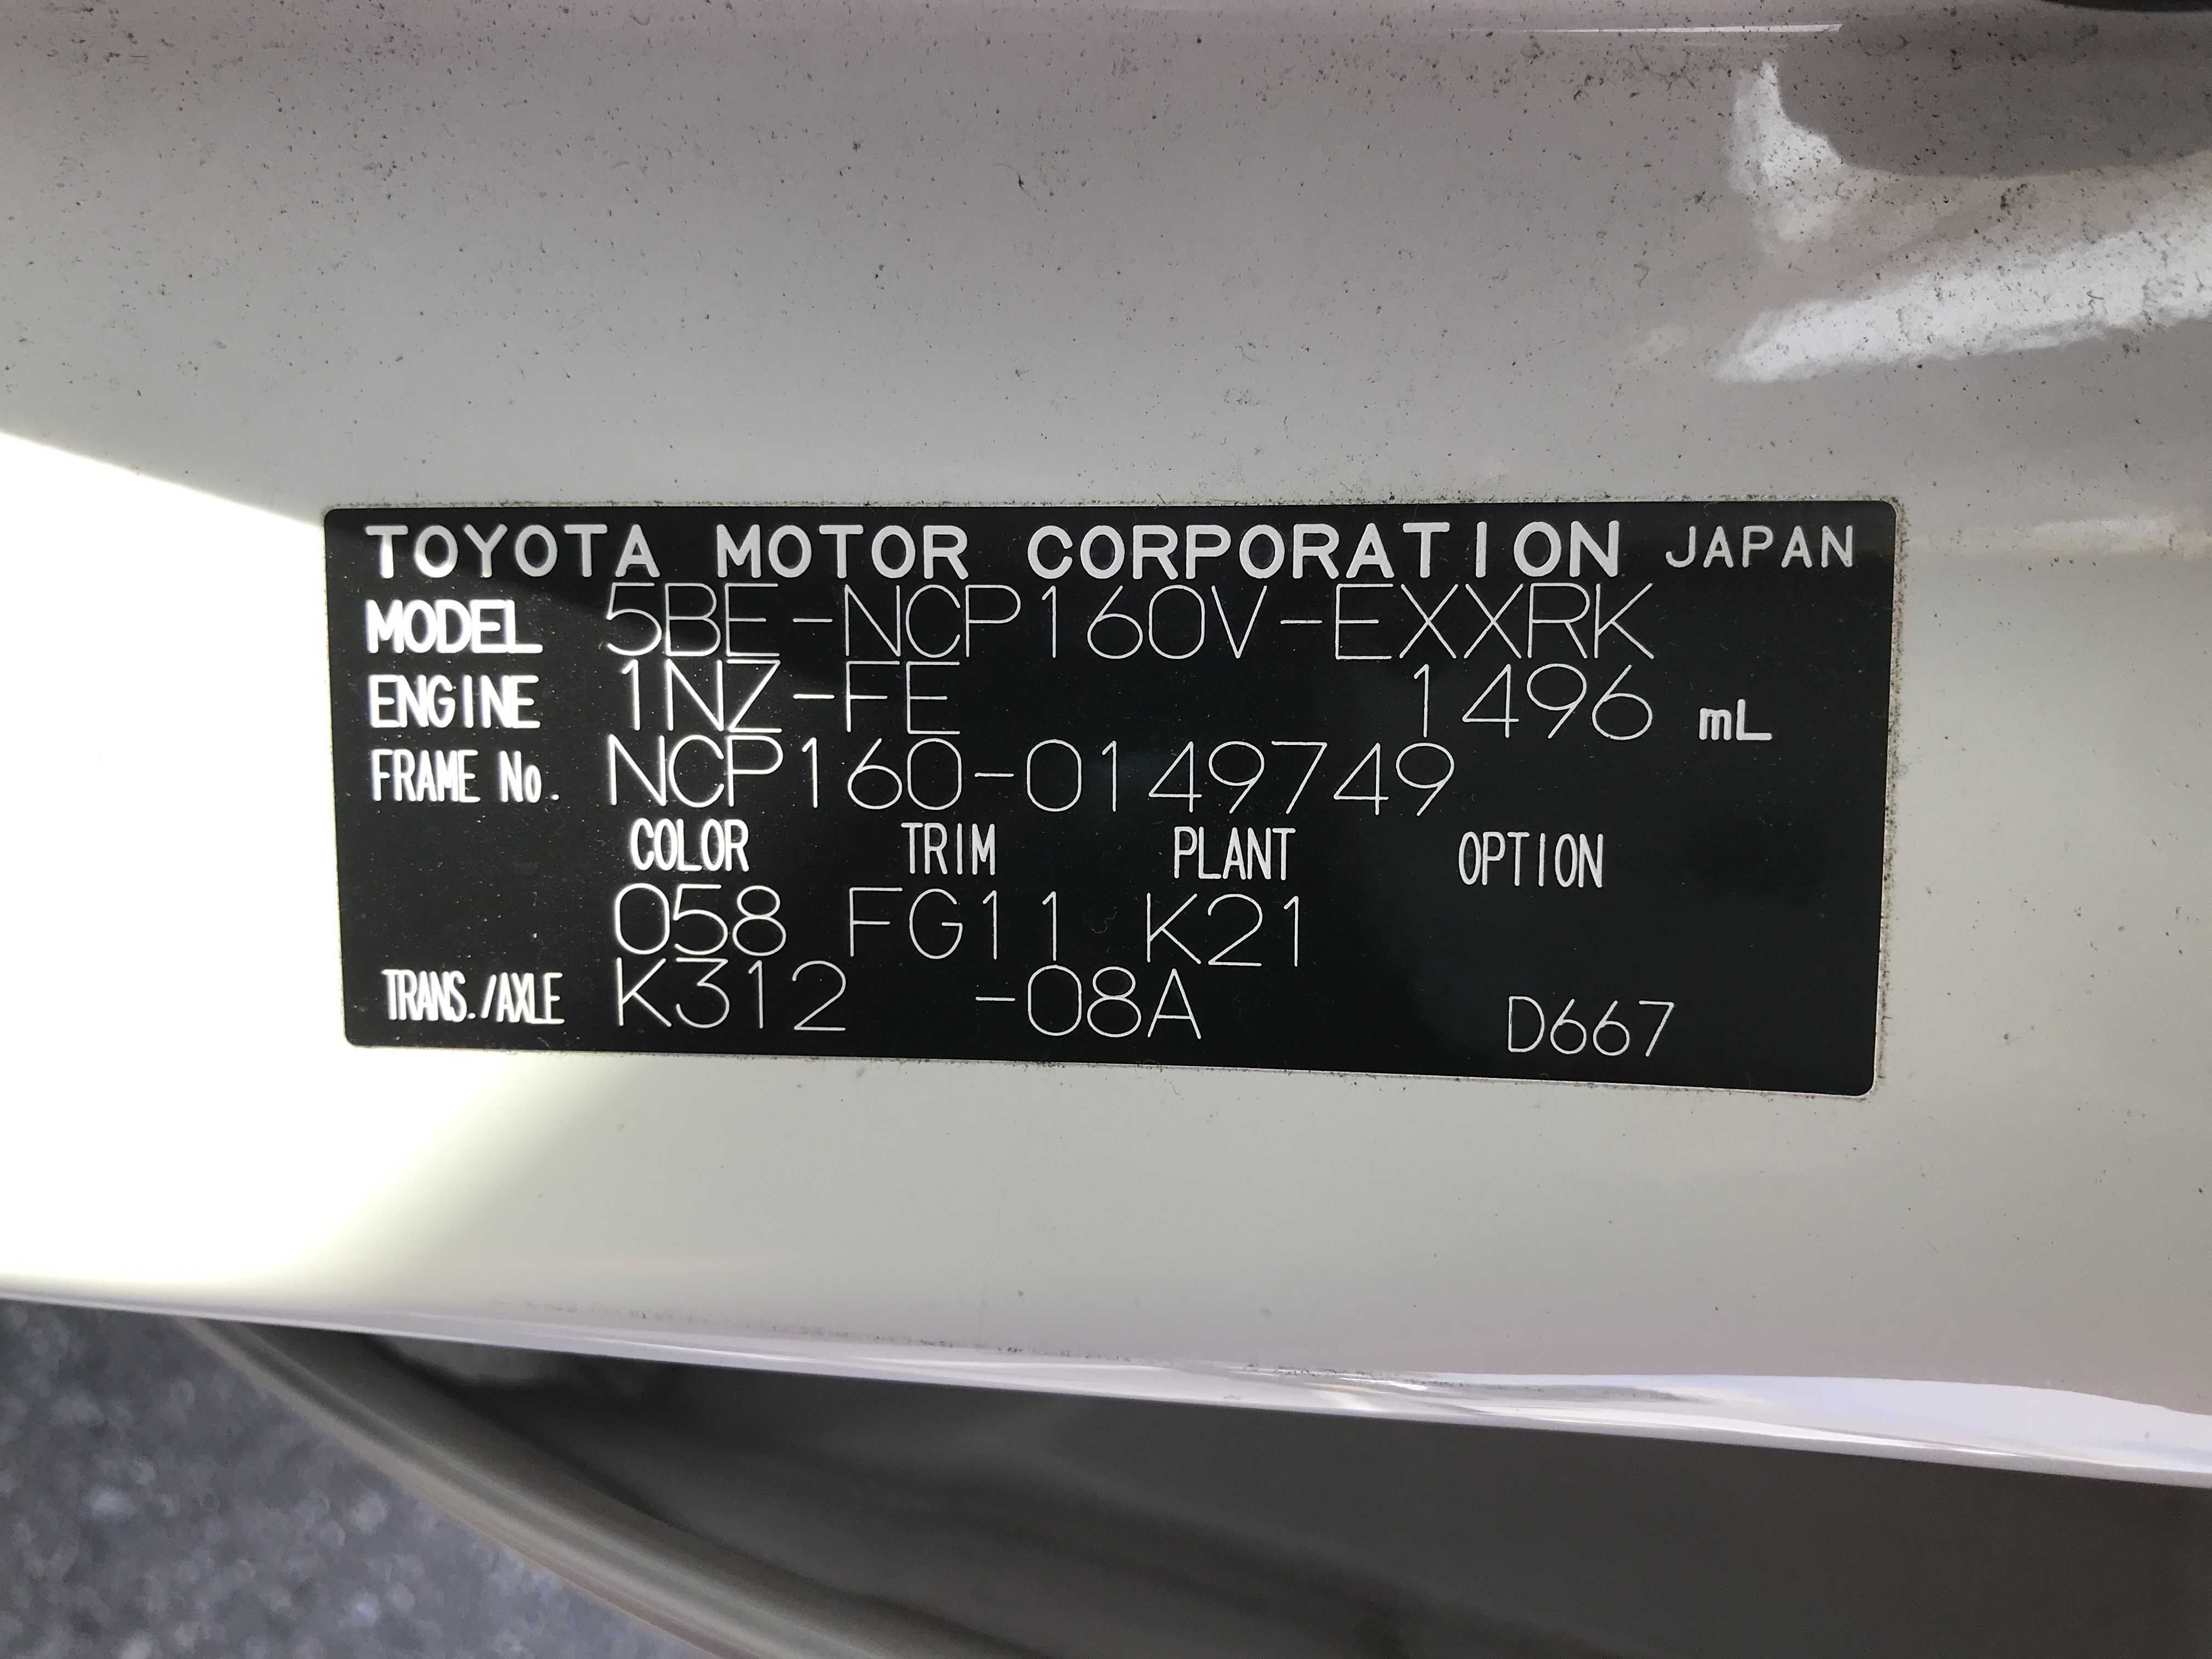 TOYOTA MOTOR CORPORATION JAPAN
MODEL 5BE-NCP160V-EXXRK
ENGINE 1NZ-FE 1496 mL
FRAME No. NCP160-0149749
COLOR TRIM PLANT OPTION
058 FG11 K21
TRANS./AXLE K312 -08A D667